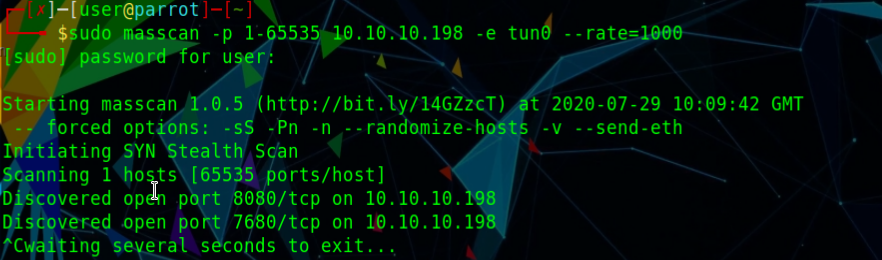 ┌─[✗]─[user@parrot]─[~]
└──╼ $sudo masscan -p 1-65535 10.10.10.198 -e tun0 --rate=1000
[sudo] password for user:
Starting masscan 1.0.5 (http://bit.ly/14GZzcT) at 2020-07-29 10:09:42 GMT
-- forced options: -sS -Pn -n --randomize-hosts -v --send-eth
Initiating SYN Stealth Scan
Scanning 1 hosts [65535 ports/host]
Discovered open port 8080/tcp on 10.10.10.198
Discovered open port 7680/tcp on 10.10.10.198
^Cwaiting several seconds to exit...